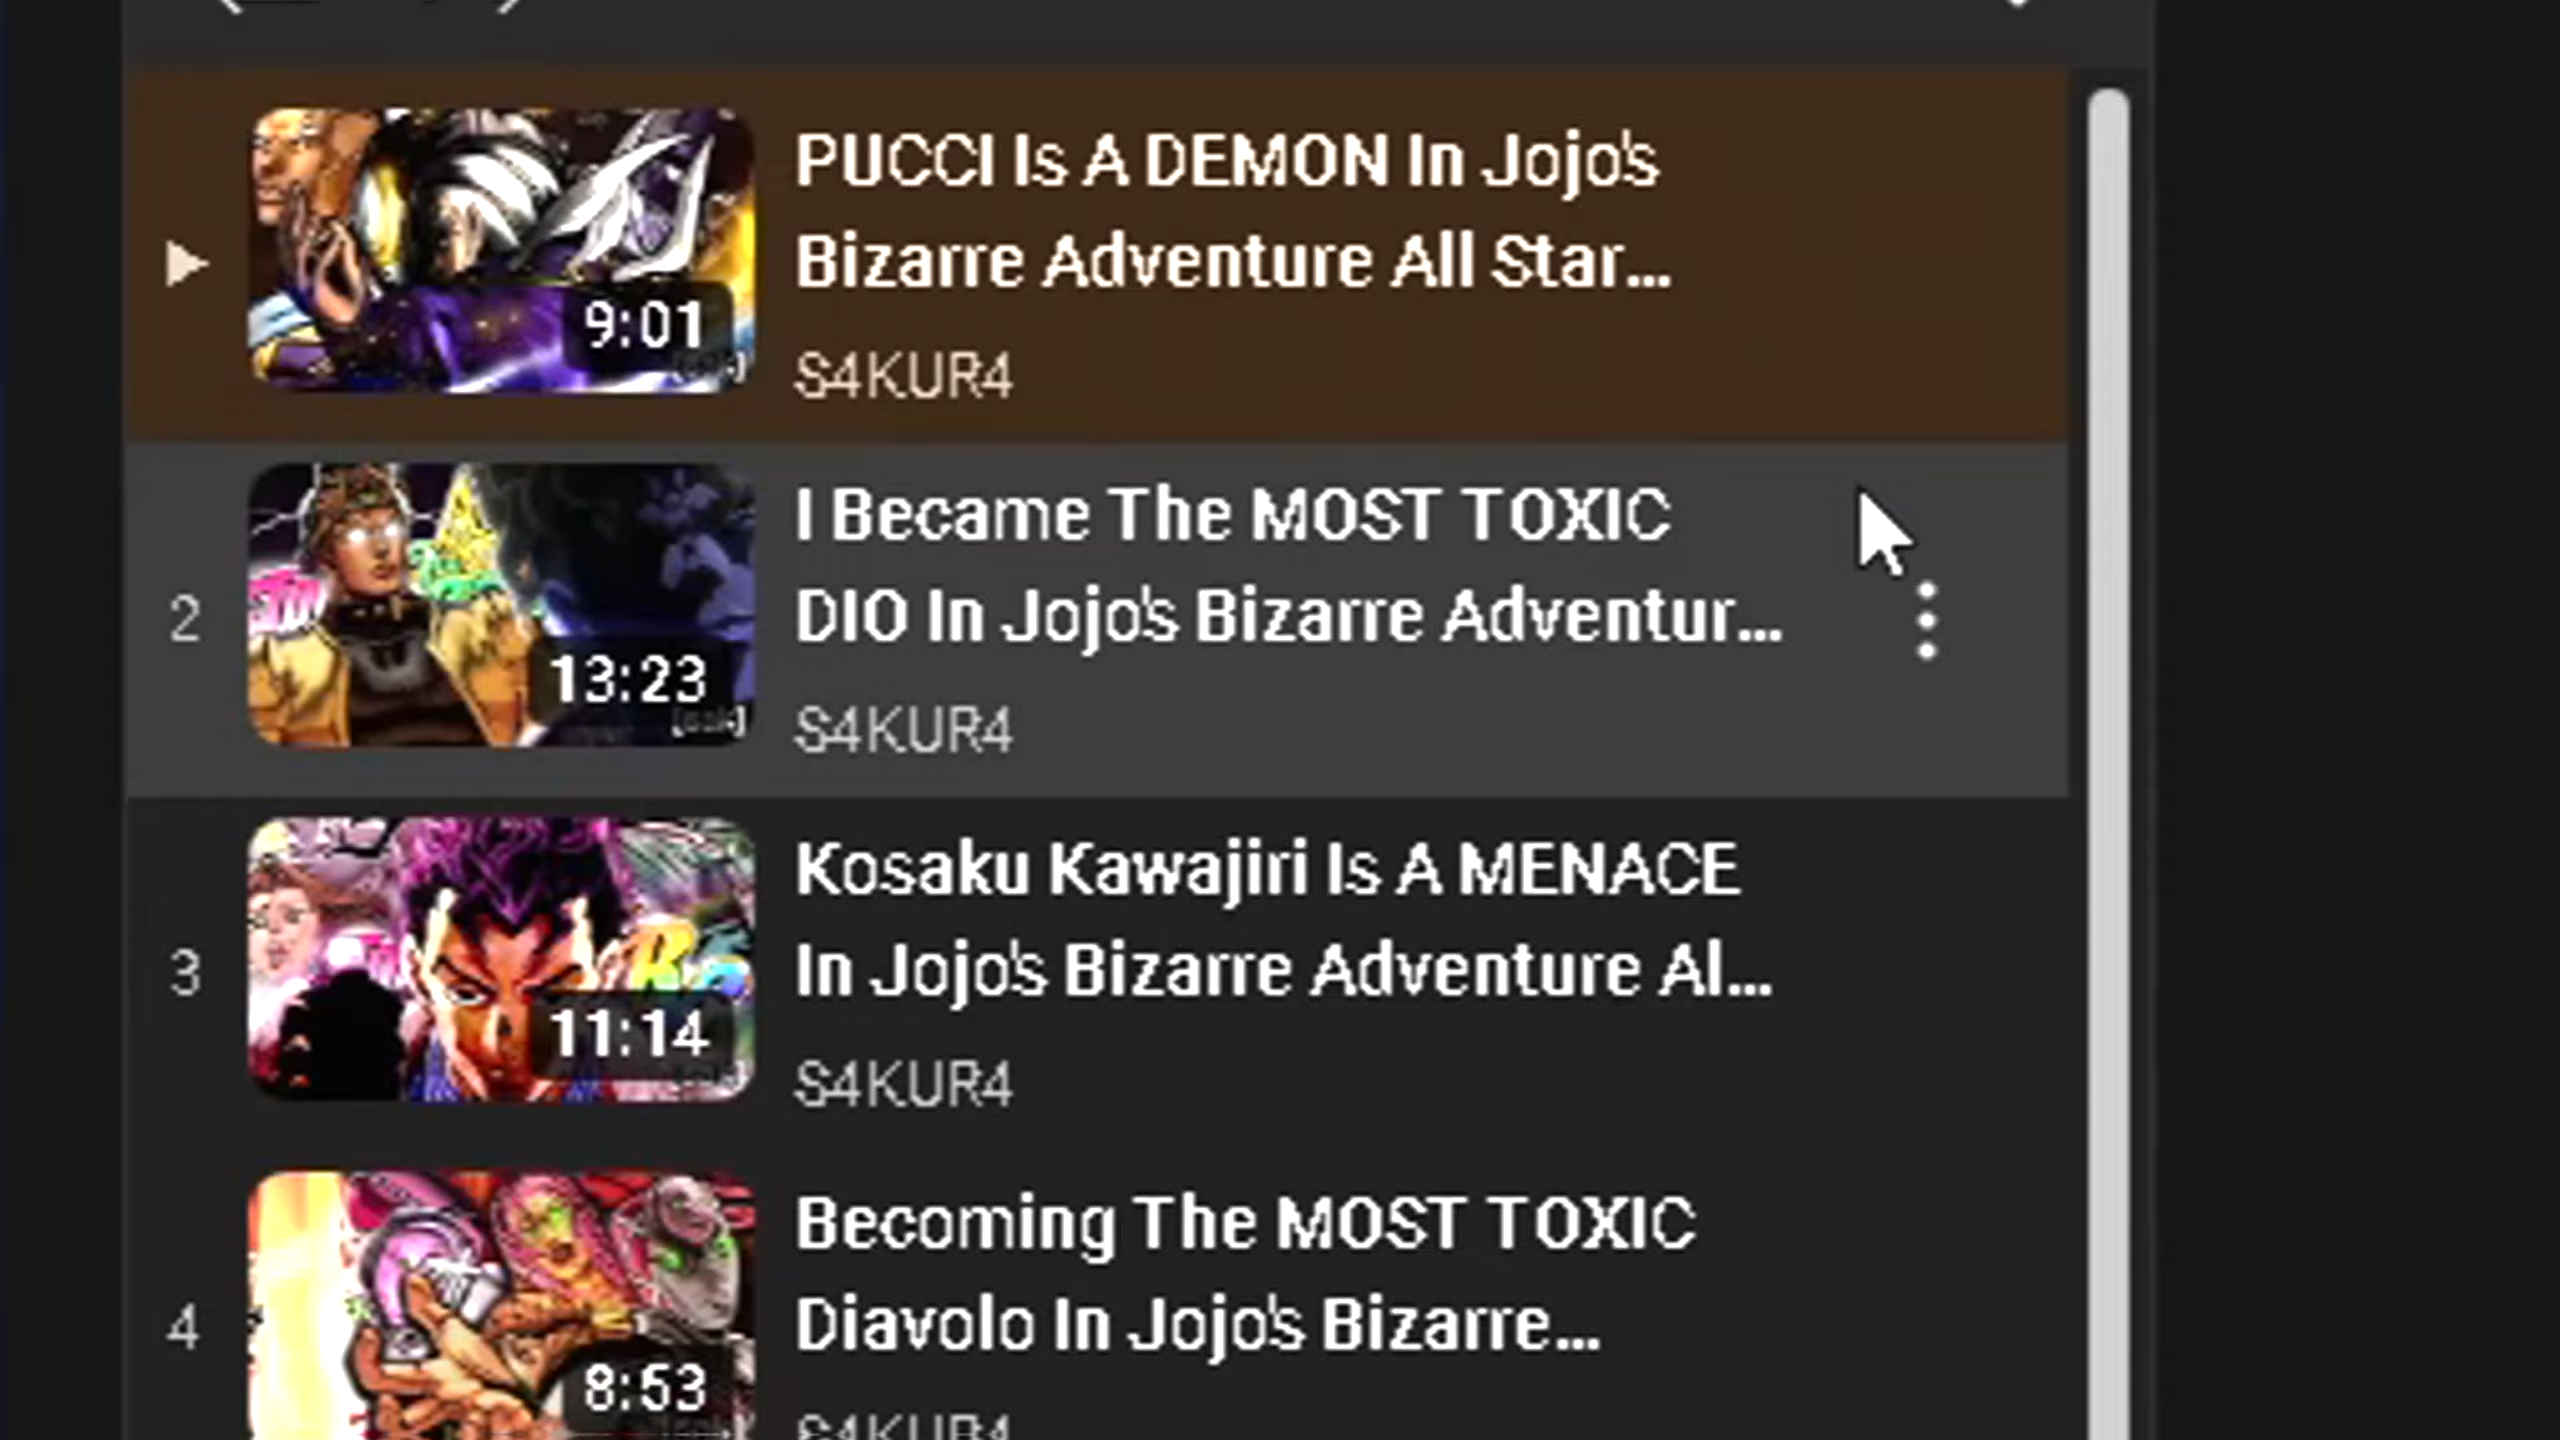 PUCCI Is A DEMON In Jojo's
Bizarre Adventure All Star...
9:01
S4KUR4
2
I Became The MOST TOXIC
DIO In Jojo's Bizarre Adventur...
13:23
S4KUR4
3
Kosaku Kawajiri Is A MENACE
In Jojo's Bizarre Adventure Al...
11:14
S4KUR4
4
Becoming The MOST TOXIC
Diavolo In Jojo's Bizarre...
8:53
S4KUR4